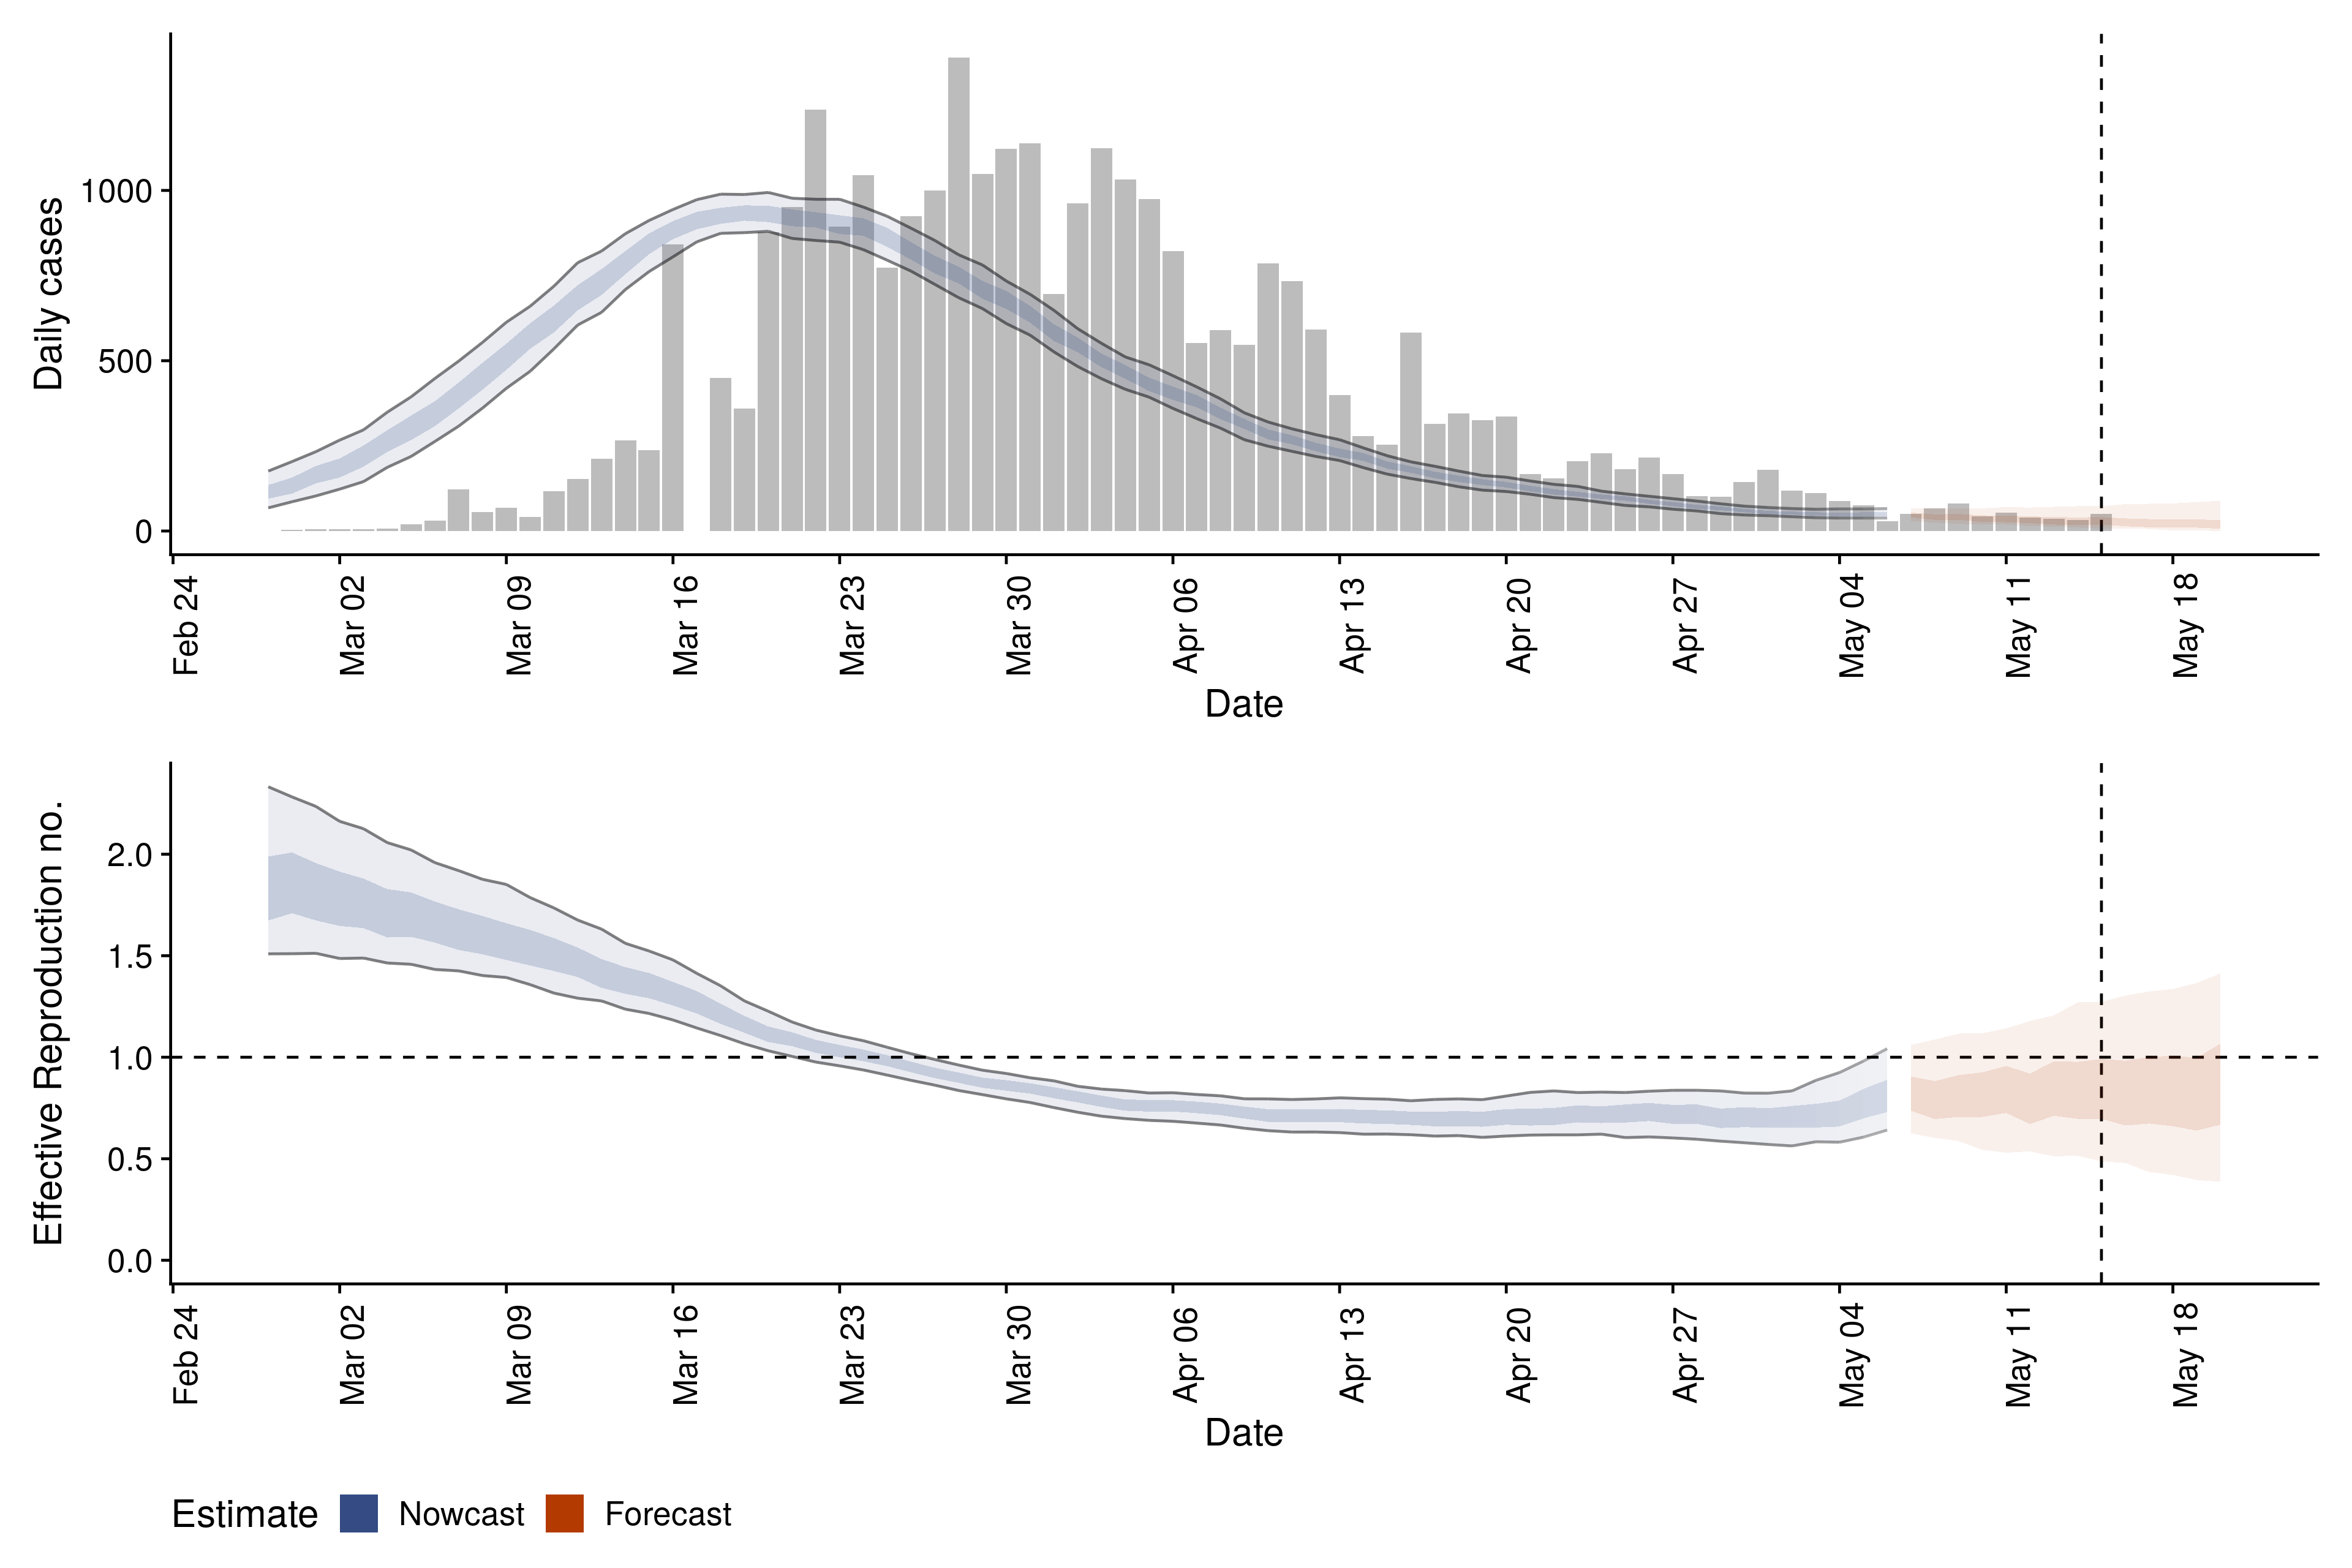 Daily cases
1000
500
0
Feb 24
Mar 02
Mar 09
Mar 16
Mar 23
Mar 30
Apr 06
Apr 13
Apr 20
Apr 27
May 04
May 11
May 18
Date
Effective Reproduction no.
2.0
1.5
1.0
0.5
0.0
Feb 24
Mar 02
Mar 09
Mar 16
Mar 23
Mar 30
Apr 06
Apr 13
Apr 20
Apr 27
May 04
May 11
May 18
Date
Estimate Nowcast Forecast